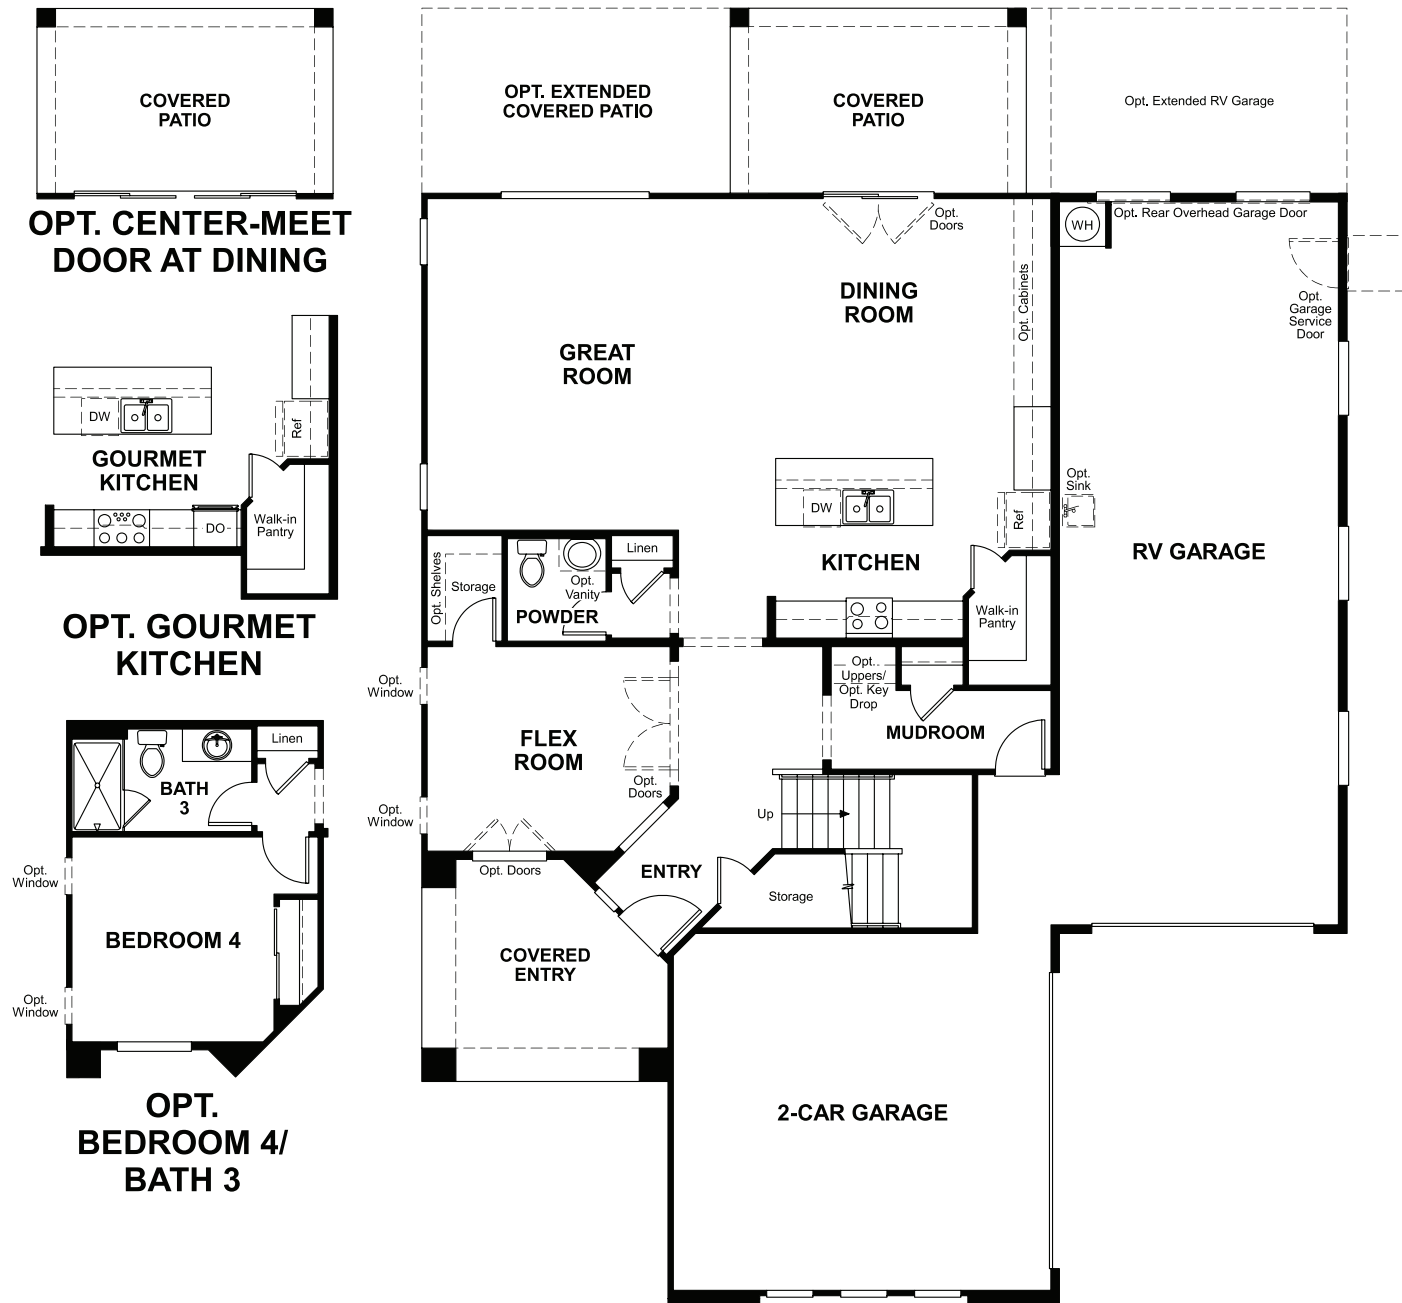 COVERED
PATIO
OPT. CENTER-MEET
DOOR AT DINING
DW
Ref
GOURMET
KITCHEN
DO
Walk-in
Pantry
OPT. GOURMET
KITCHEN
Linen
BATH
3
Opt.
Window
BEDROOM 4
Opt.
Window
OPT.
BEDROOM 4/
BATH 3
OPT. EXTENDED
COVERED PATIO
COVERED
PATIO
Opt. Extended RV Garage
Opt.
Doors
WH
Opt. Rear Overhead Garage Door
DINING
ROOM
Opt. Cabinets
Opt.
Garage
Service
Door
GREAT
ROOM
DW
Ref
Opt.
Sink
KITCHEN
RV GARAGE
Opt. Shelves
Storage
Opt.
Vanity
POWDER
Linen
Walk-in
Pantry
Opt.
Window
Opt.
Uppers/
Opt. Key
Drop
MUDROOM
FLEX
ROOM
Opt.
Doors
Opt.
Window
Up
Opt. Doors
ENTRY
Storage
COVERED
ENTRY
2-CAR GARAGE